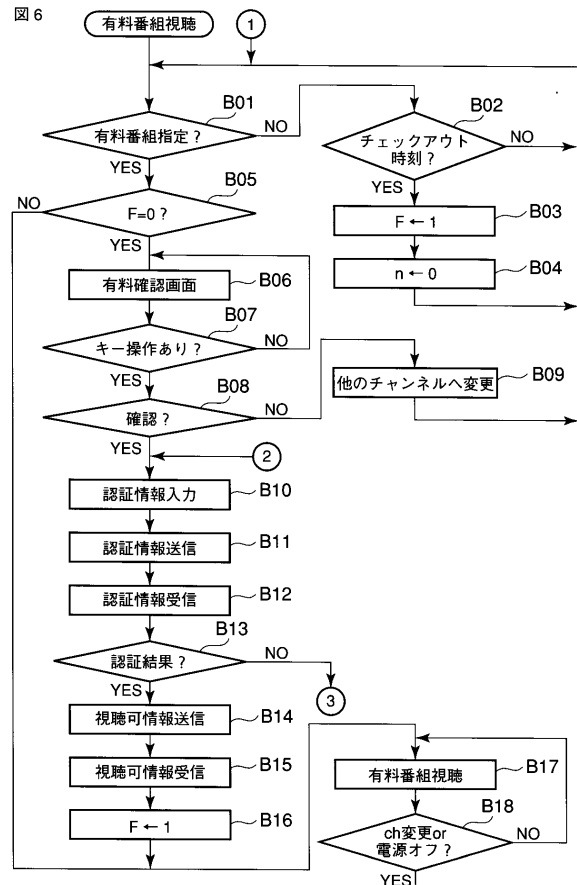 図6
有料番組視聴
1
B01
有料番組指定？
NO
YES
B02
チェックアウト
時刻？
NO
YES
B03
F ← 1
B04
n ← 0
B05
NO
F=0？
YES
有料確認画面
B06
B07
キー操作あり？
NO
YES
B08
確認？
NO
YES
他のチャンネルへ変更
B09
2
認証情報入力
B10
認証情報送信
B11
認証情報受信
B12
B13
認証結果？
NO
YES
3
視聴可情報送信
B14
視聴可情報受信
B15
F ← 1
B16
有料番組視聴
B17
B18
ch変更or
電源オフ？
NO
YES